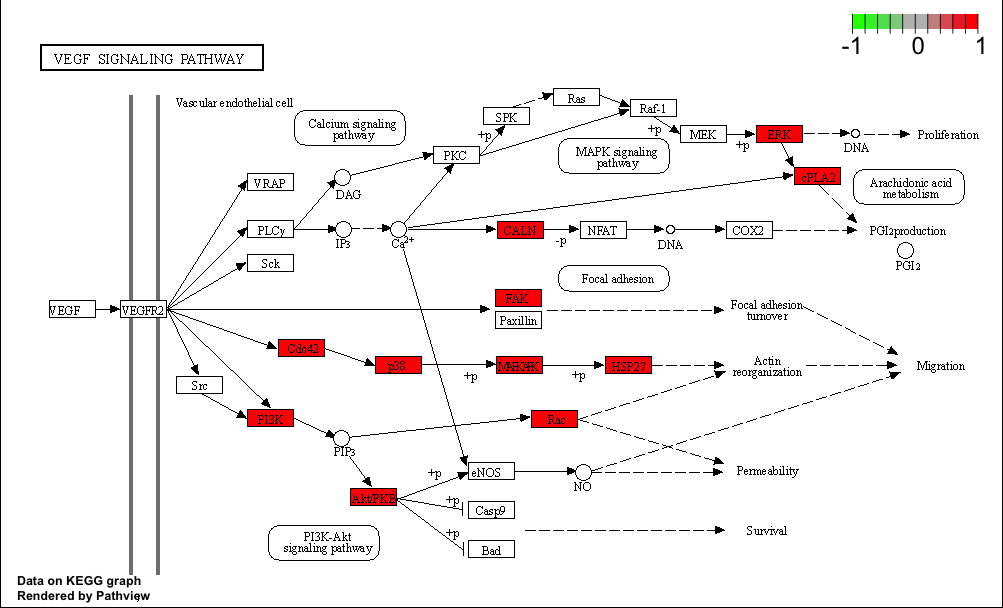 -1 0 1
VEGF SIGNALING PATHWAY
Vascular endothelial cell
Calcium signaling
pathway
SPK
Ras
Raf-1
+p
+p
MEK
+p
ERK
DNA
Proliferation
PKC
MAPK signaling
pathway
cPLA2
Arachidonic acid
metabolism
VRAP
DAG
PLCγ
IP3
Ca2+
CALN
-p
NFAT
DNA
COX2
PGI2production
PGI2
Sck
Focal adhesion
VEGF
VEGFR2
FAK
Paxillin
Focal adhesion
turnover
Cdc42
p38
+p
+p
HSP27
Actin
reorganization
Migration
Src
PI3K
PIP3
Rac
+p
eNOS
NO
Permeability
Akt/PKB
+p
Casp9
+p
Bad
Survival
PI3K-Akt
signaling pathway
Data on KEGG graph
Rendered by Pathview